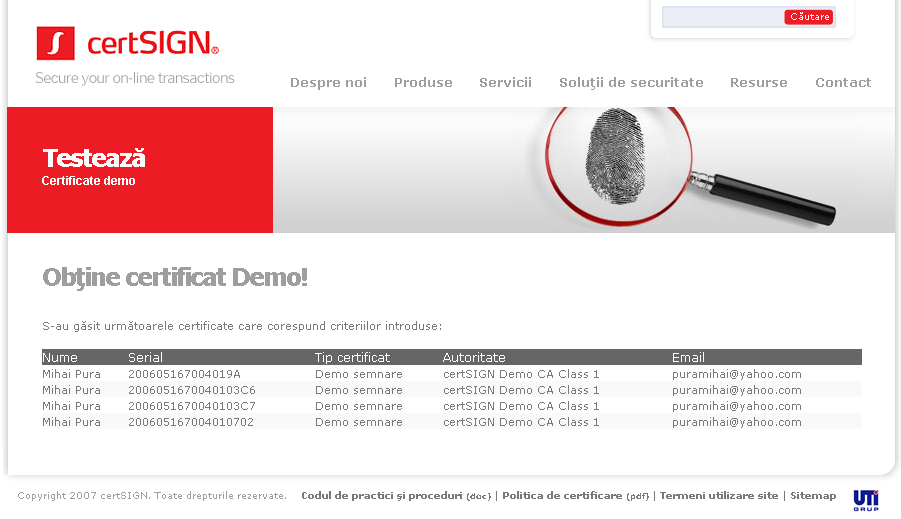 Căutare
certSIGN®
Secure your on-line transactions
Despre noi Produse Servicii Soluţii de securitate Resurse Contact
Testează
Certificate demo
Obţine certificat Demo!
S-au găsit următoarele certificate care corespund criteriilor introduse:
Nume Serial Tip certificat Autoritate Email
Mihai Pura 200605167004019A Demo semnare certSIGN Demo CA Class 1 puramihai@yahoo.com
Mihai Pura 2006051670040103C6 Demo semnare certSIGN Demo CA Class 1 puramihai@yahoo.com
Mihai Pura 2006051670040103C7 Demo semnare certSIGN Demo CA Class 1 puramihai@yahoo.com
Mihai Pura 200605167004010702 Demo semnare certSIGN Demo CA Class 1 puramihai@yahoo.com
Copyright 2007 certSIGN. Toate drepturile rezervate. Codul de practici şi proceduri (doc) | Politica de certificare (pdf) | Termeni utilizare site | Sitemap
UTI
GRUP